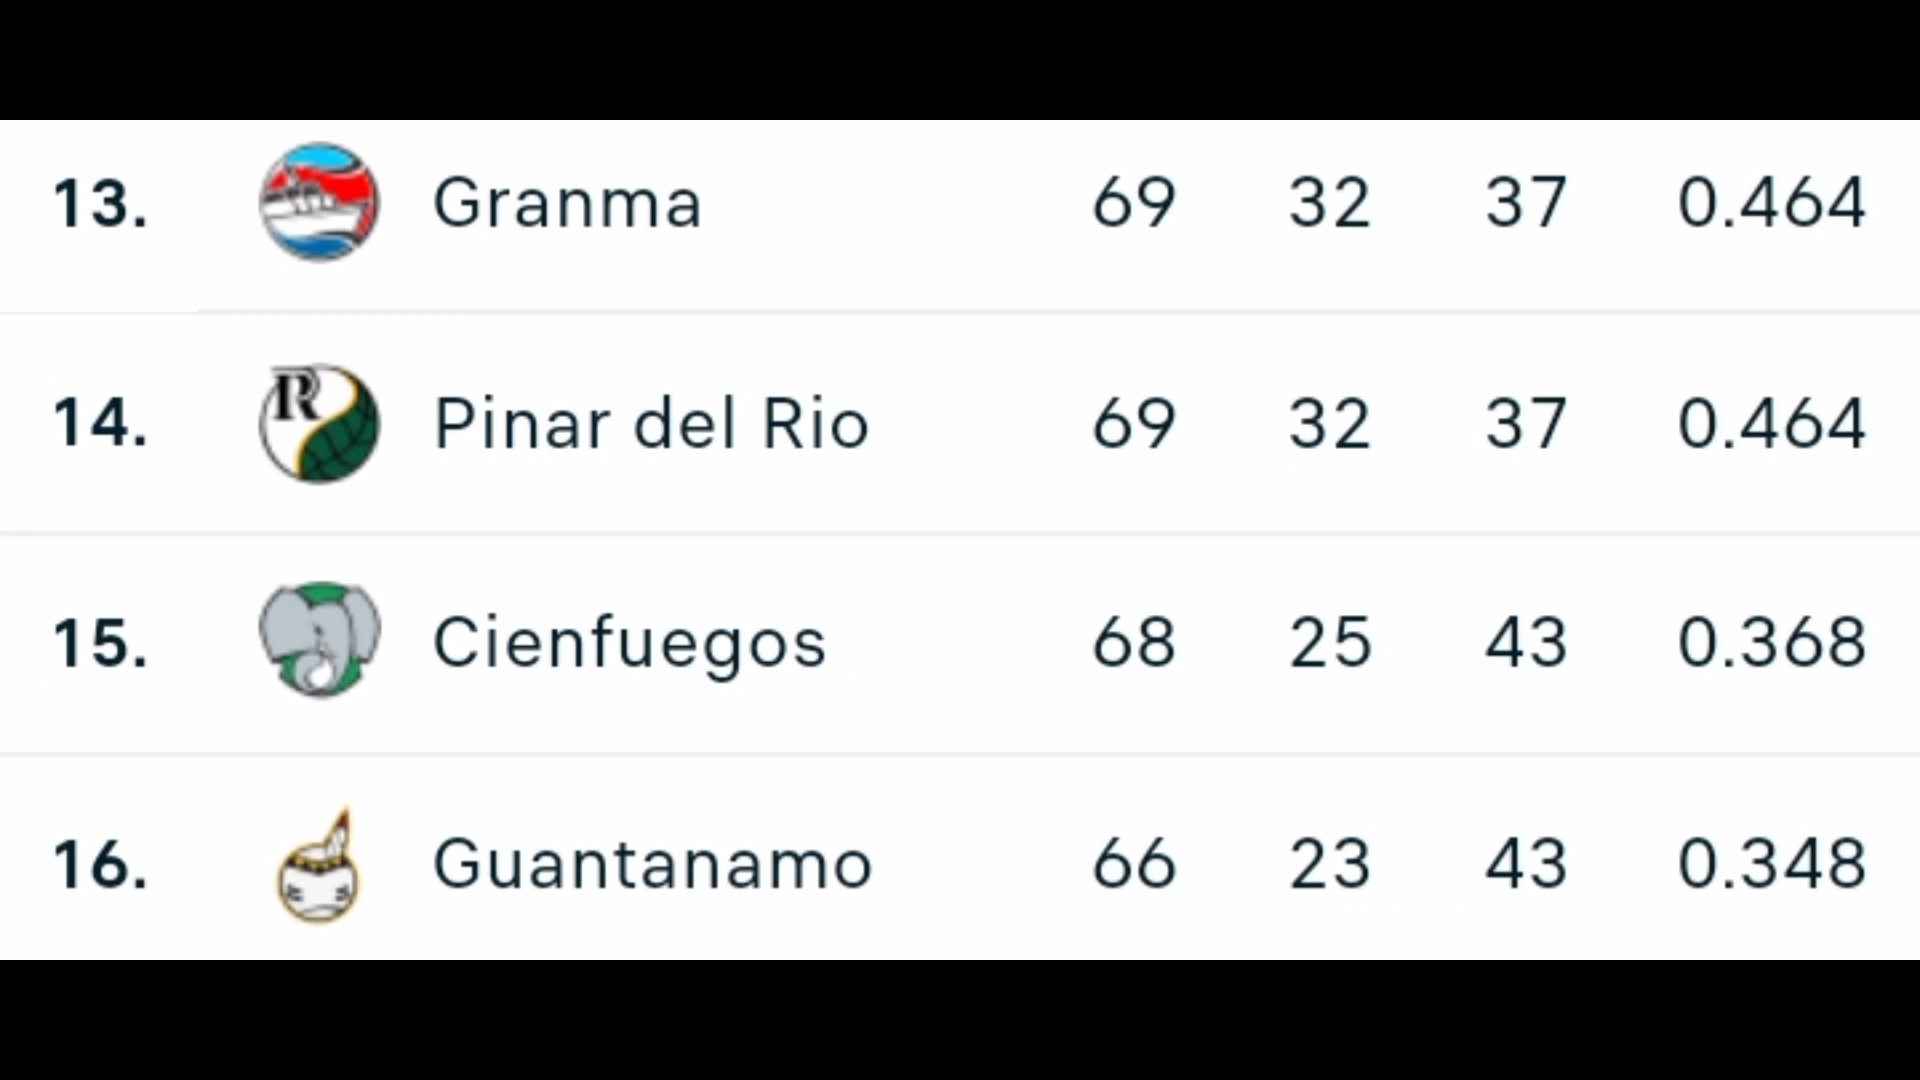 13. Granma 69 32 37 0.464
14. PR Pinar del Rio 69 32 37 0.464
15. Cienfuegos 68 25 43 0.368
16. Guantanamo 66 23 43 0.348